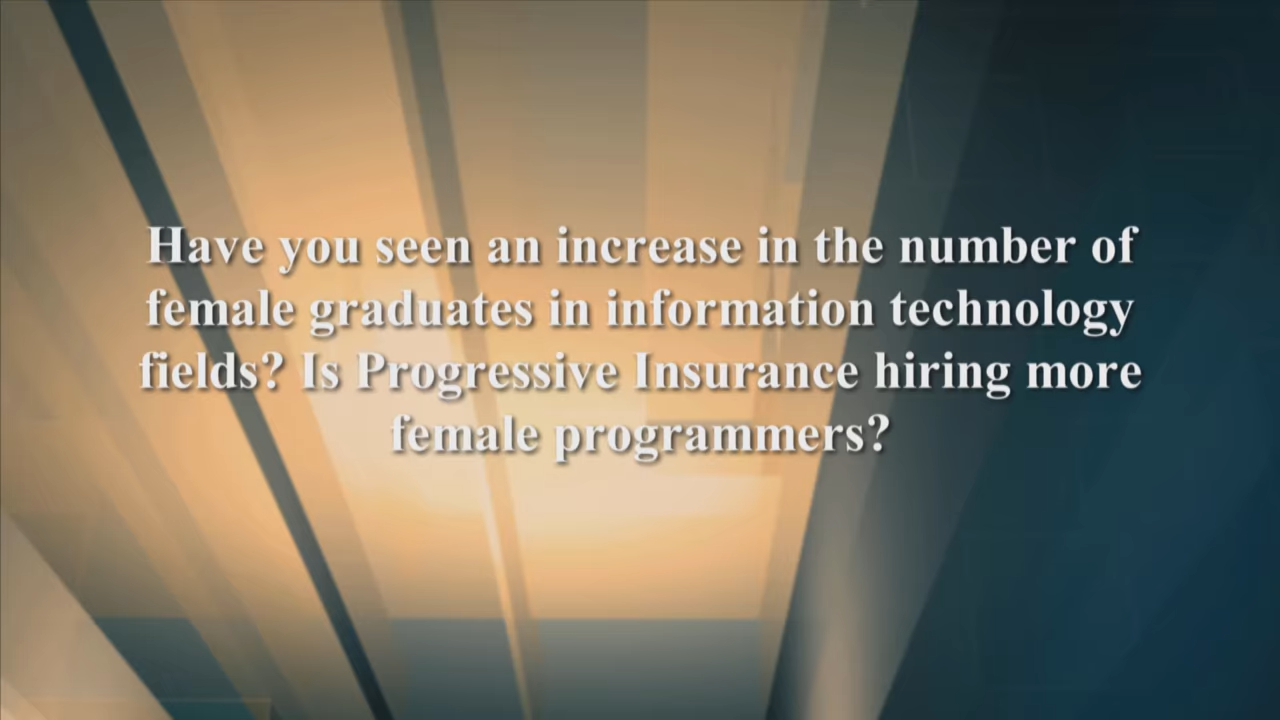 Have you seen an increase in the number of
female graduates in information technology
fields? Is Progressive Insurance hiring more
female programmers?